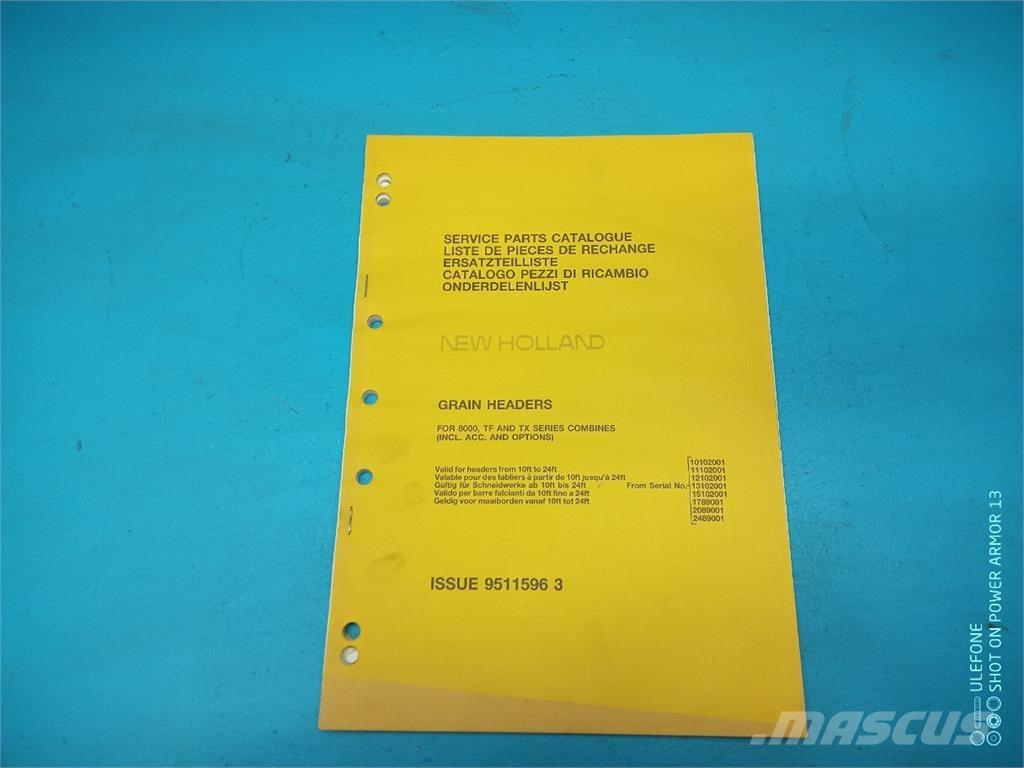 SERVICE PARTS CATALOGUE
LISTE DE PIECES DE RECHANGE
ERSATZTEILLISTE
CATALOGO PEZZI DI RICAMBIO
ONDERDELENLIJST
NEW HOLLAND
GRAIN HEADERS
FOR 8000, TF AND TX SERIES COMBINES
(INCL. ACC. AND OPTIONS)
Valid for headers from 10ft to 24ft
Valable pour des tabliers à partir de 10ft jusqu'à 24ft
Gültig für Schneidwerke ab 10ft bis 24ft
Valido per barre falcianti da 10ft fino a 24ft
Geldig voor maaiborden vanaf 10ft tot 24ft
From Serial No.
10102001
11102001
12102001
13102001
15102001
1789001
2089001
2489001
ISSUE 9511596 3
MASCUS
ULEFONE
SHOT ON POWER ARMOR 13